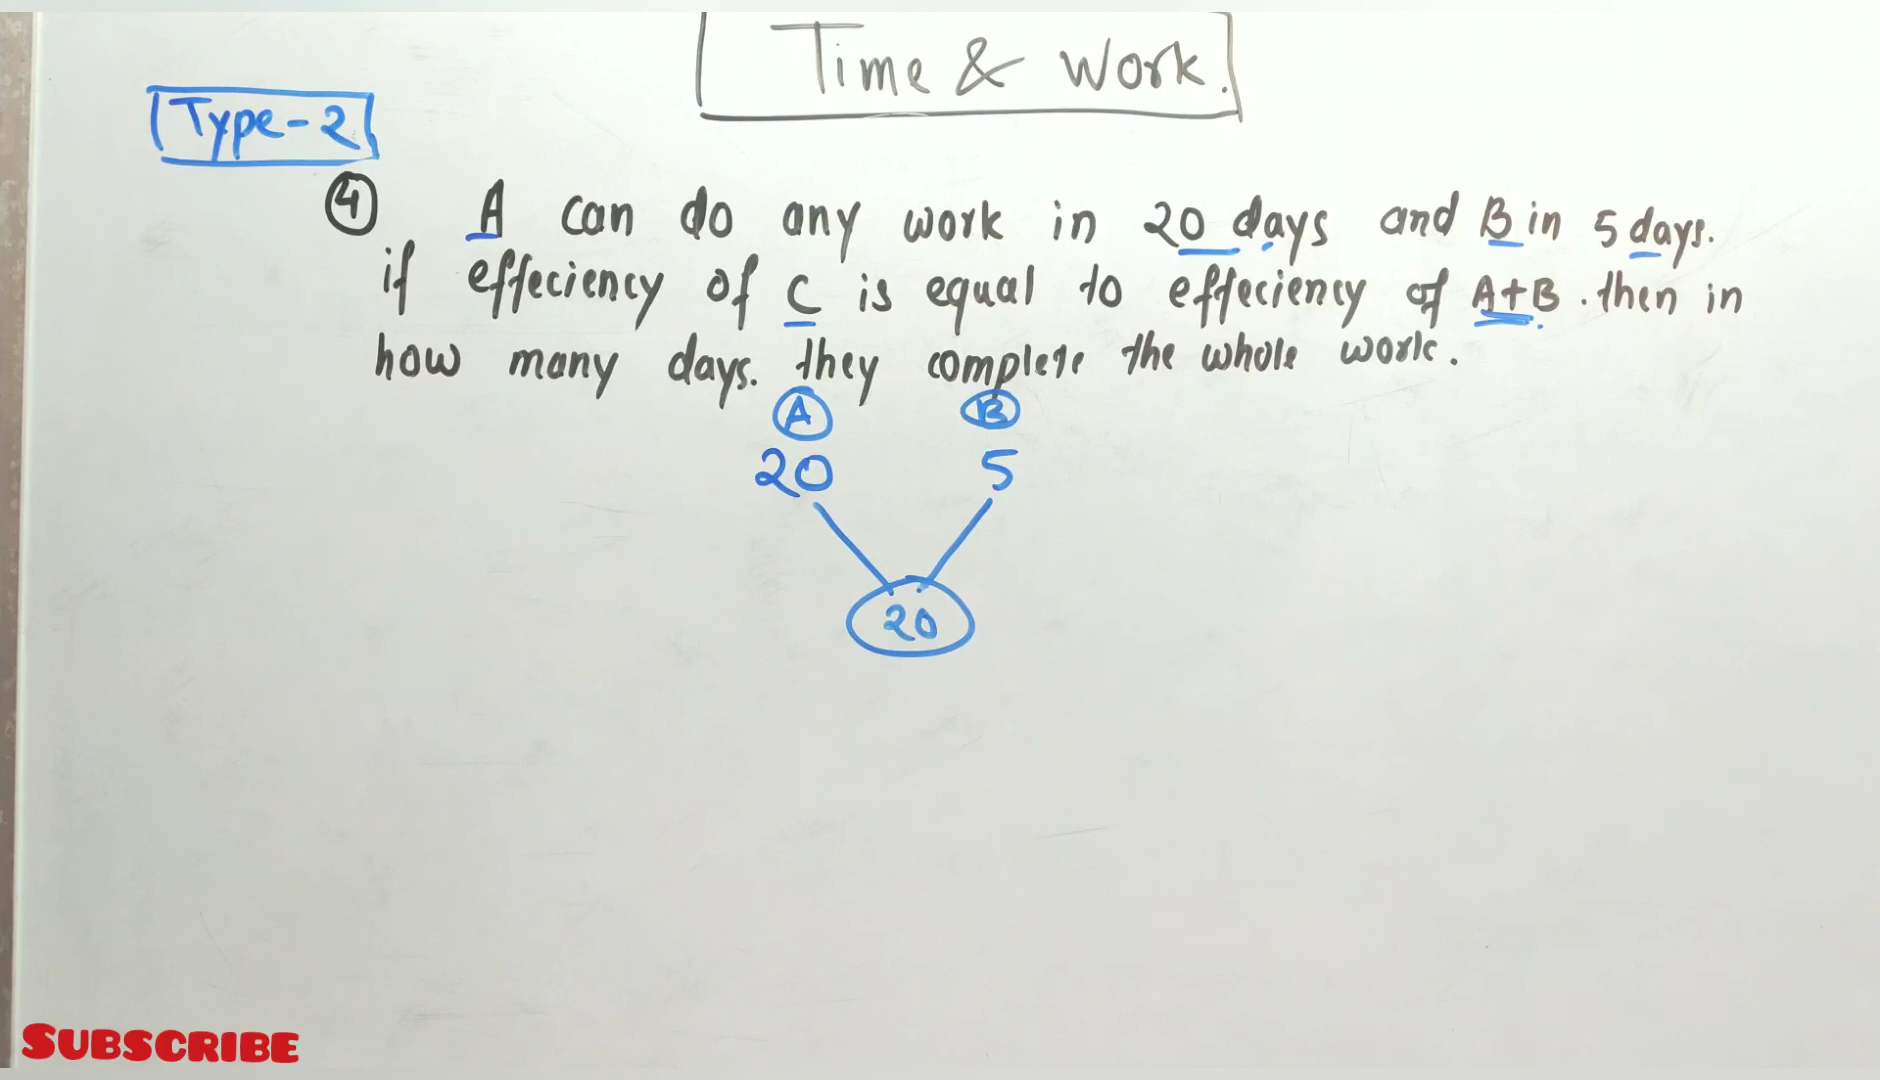 Time & Work.
Type-2
④ A can do any work in 20 days and B in 5 days.
if effeciency of C is equal to effeciency of A+B. then in
how many days. they complete the whole work.
A B
20 5
20
SUBSCRIBE